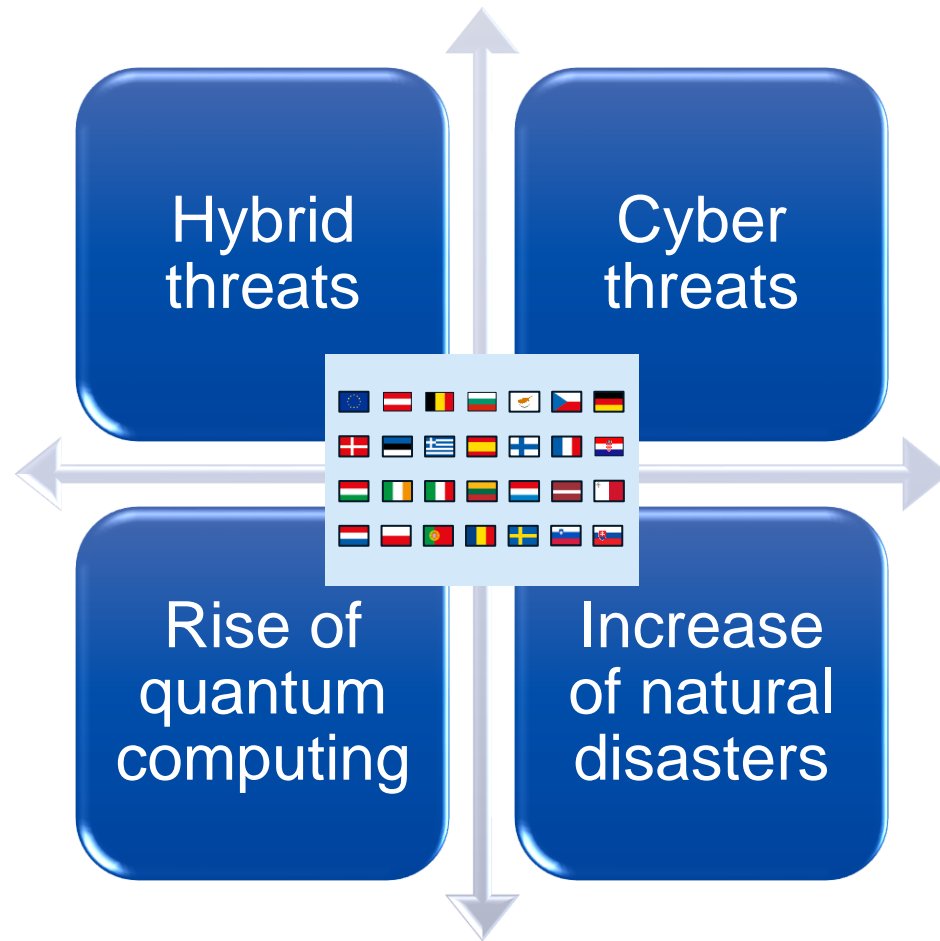 Hybrid
threats
Cyber
threats
Rise of
quantum
computing
Increase
of natural
disasters